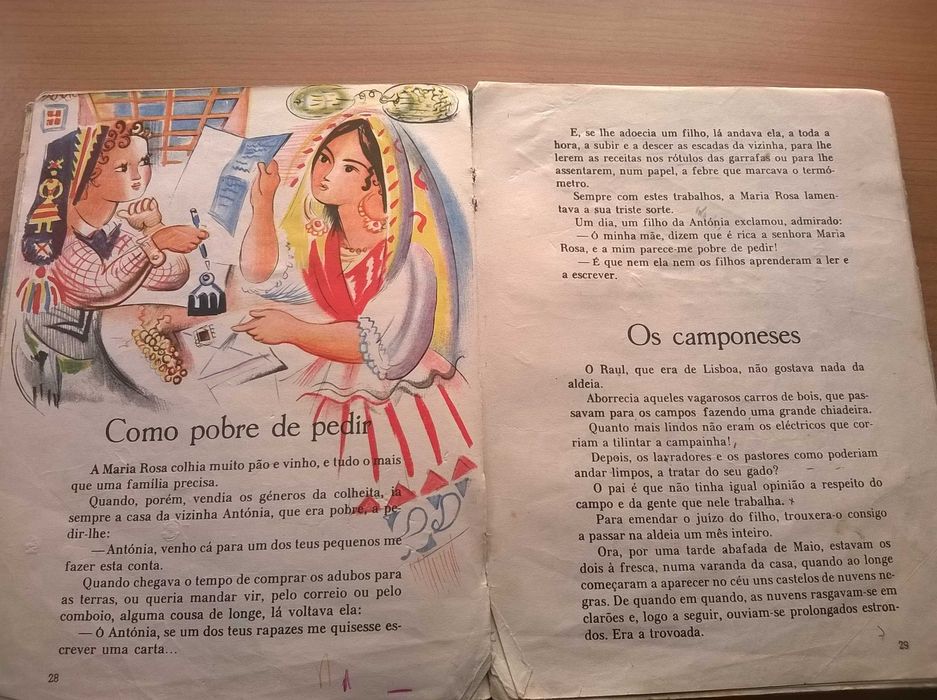 Como pobre de pedir
A Maria Rosa colhia muito pão e vinho, e tudo o mais
que uma família precisa.
Quando, porém, vendia os géneros da colheita, ia
sempre a casa da vizinha Antónia, que era pobre, a pe-
dir-lhe:
— Antónia, venho cá para um dos teus pequenos me
fazer esta conta.
Quando chegava o tempo de comprar os adubos para
as terras, ou queria mandar vir, pelo correio ou pelo
comboio, alguma cousa de longe, lá voltava ela:
— Ó Antónia, se um dos teus rapazes me quisesse es-
crever uma carta...
28
E, se lhe adoecia um filho, lá andava ela, a toda a
hora, a subir e a descer as escadas da vizinha, para lhe
lerem as receitas nos rótulos das garrafas ou para lhe
assentarem, num papel, a febre que marcava o termó-
metro.
Sempre com estes trabalhos, a Maria Rosa lamen-
tava a sua triste sorte.
Um dia, um filho da Antónia exclamou, admirado:
— Ó minha mãe, dizem que é rica a senhora Maria
Rosa, e a mim parece-me pobre de pedir!
— É que nem ela nem os filhos aprenderam a ler e
a escrever.
Os camponeses
O Raul, que era de Lisboa, não gostava nada da
aldeia.
Aborrecia aqueles vagarosos carros de bois, que pas-
savam para os campos fazendo uma grande chiadeira.
Quanto mais lindos não eram os eléctricos que cor-
riam a tilintar a campainha!
Depois, os lavradores e os pastores como poderiam
andar limpos, a tratar do seu gado?
O pai é que não tinha igual opinião a respeito do
campo e da gente que nele trabalha.
Para emendar o juízo do filho, trouxera-o consigo
a passar na aldeia um mês inteiro.
Ora, por uma tarde abafada de Maio, estavam os
dois à fresca, numa varanda da casa, quando ao longe
começaram a aparecer no céu uns castelos de nuvens ne-
gras. De quando em quando, as nuvens rasgavam-se em
clarões e, logo a seguir, ouviam-se prolongados estron-
dos. Era a trovoada.
29